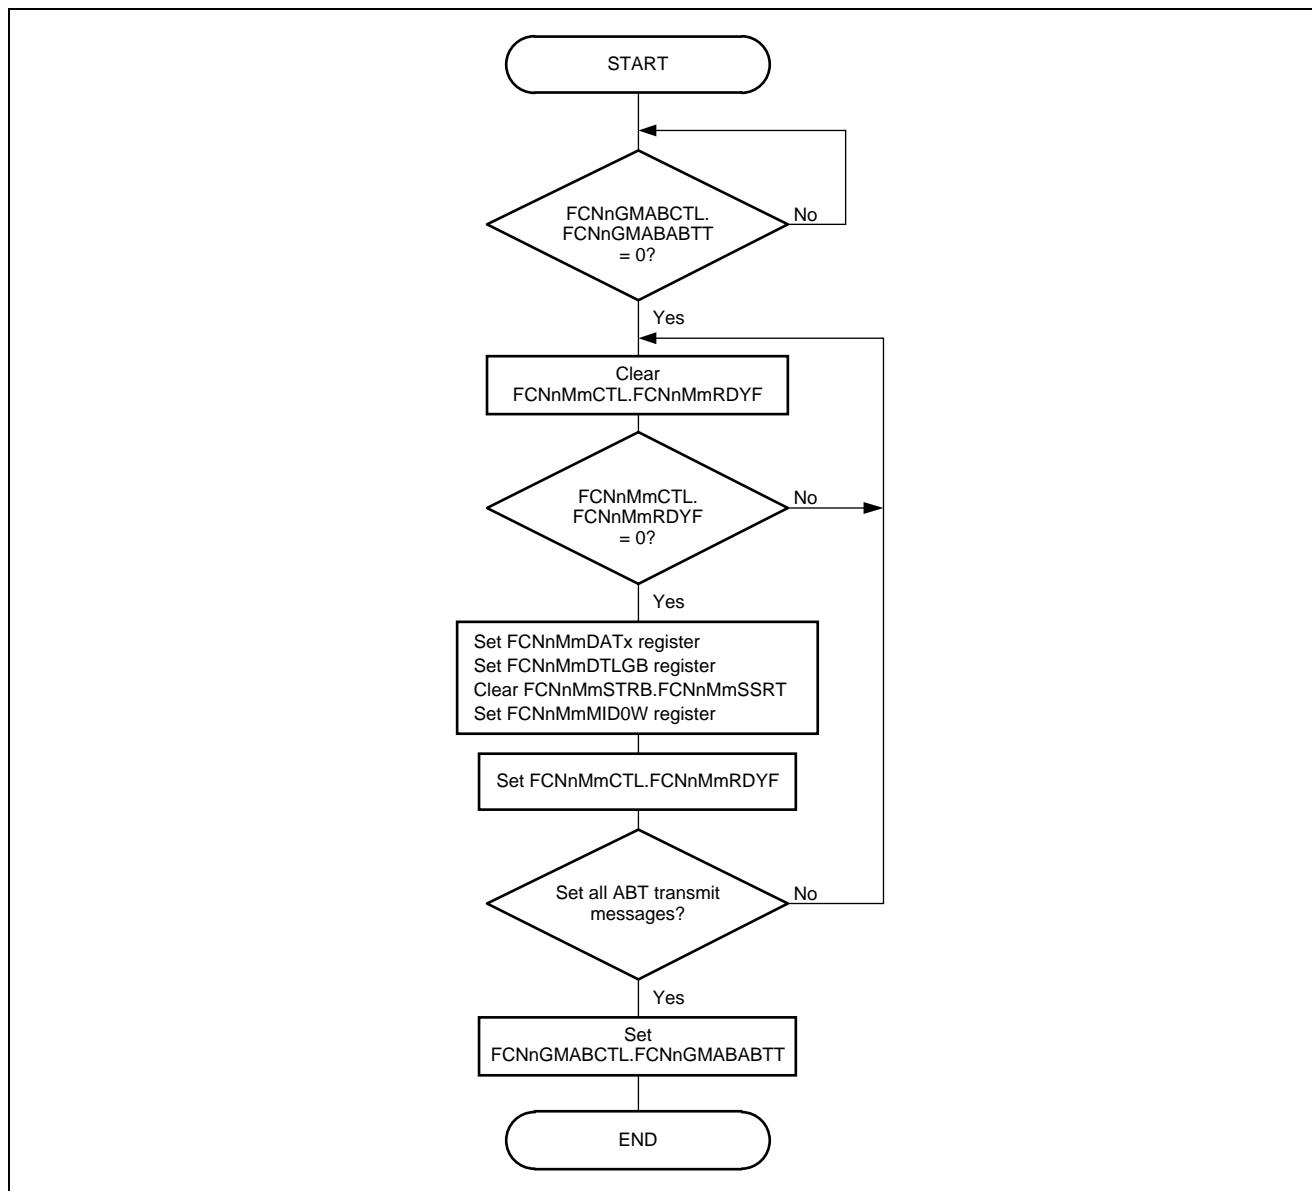 START
FCNnGMABCTL.
FCNnGMABABTT
= 0?
No
Yes
Clear
FCNnMmCTL.FCNnMmRDYF
FCNnMmCTL.
FCNnMmRDYF
= 0?
No
Yes
Set FCNnMmDATx register
Set FCNnMmDTLGB register
Clear FCNnMmSTRB.FCNnMmSSRT
Set FCNnMmMID0W register
Set FCNnMmCTL.FCNnMmRDYF
Set all ABT transmit
messages?
No
Yes
Set
FCNnGMABCTL.FCNnGMABABTT
END